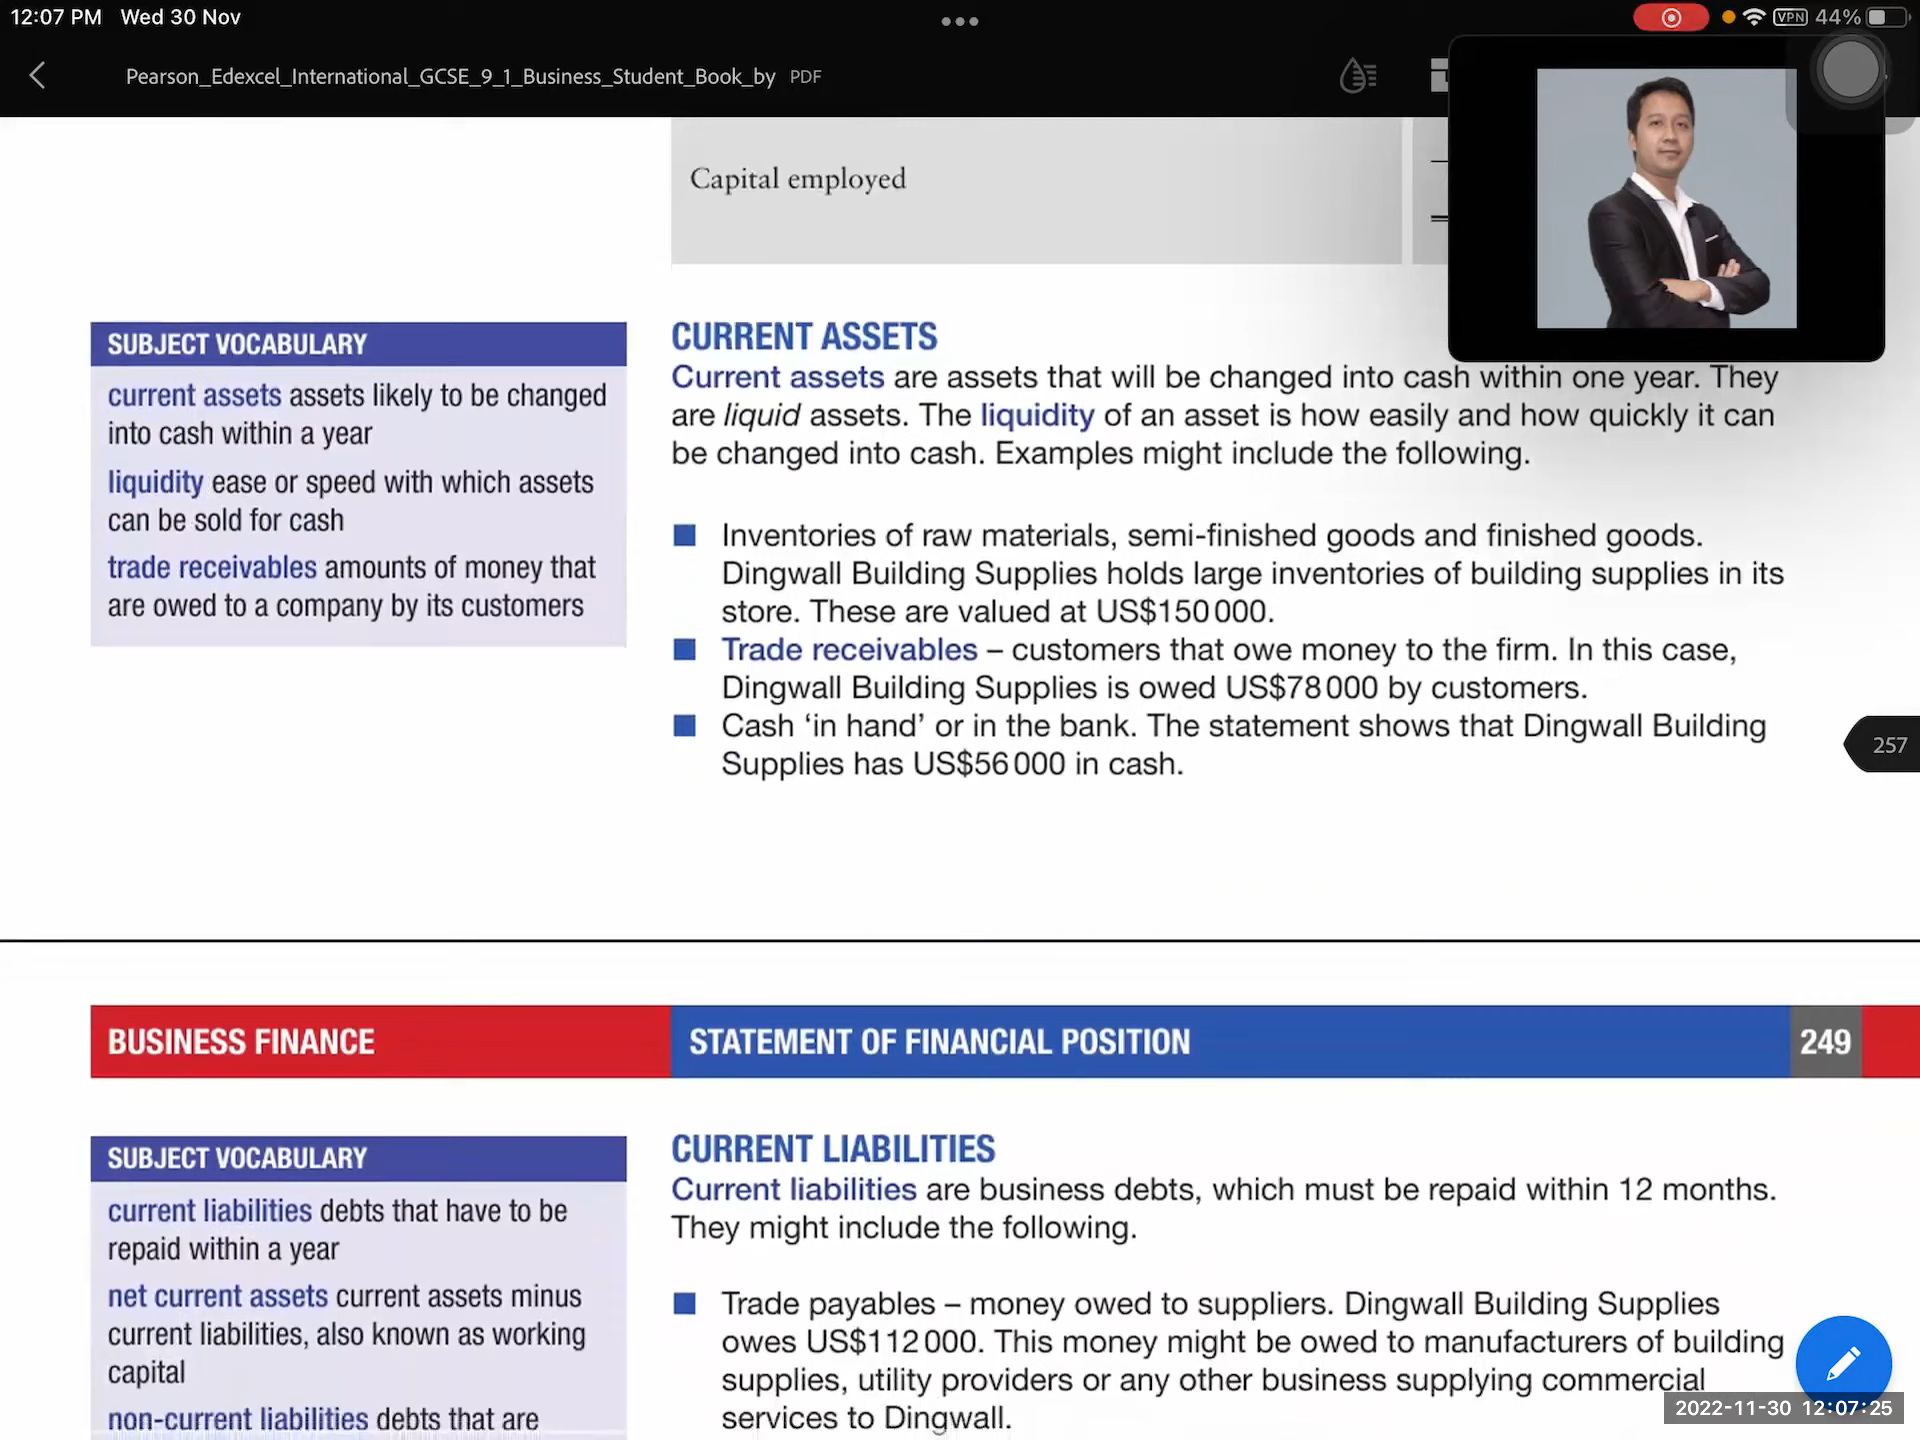 12:07 PM Wed 30 Nov
VPN 44%
Pearson_Edexcel_International_GCSE_9_1_Business_Student_Book_by PDF
Capital employed
SUBJECT VOCABULARY
current assets assets likely to be changed
into cash within a year
liquidity ease or speed with which assets
can be sold for cash
trade receivables amounts of money that
are owed to a company by its customers
CURRENT ASSETS
Current assets are assets that will be changed into cash within one year. They
are liquid assets. The liquidity of an asset is how easily and how quickly it can
be changed into cash. Examples might include the following.
Inventories of raw materials, semi-finished goods and finished goods.
Dingwall Building Supplies holds large inventories of building supplies in its
store. These are valued at US$150 000.
Trade receivables – customers that owe money to the firm. In this case,
Dingwall Building Supplies is owed US$78 000 by customers.
Cash ‘in hand’ or in the bank. The statement shows that Dingwall Building
Supplies has US$56 000 in cash.
257
BUSINESS FINANCE
STATEMENT OF FINANCIAL POSITION
249
SUBJECT VOCABULARY
current liabilities debts that have to be
repaid within a year
net current assets current assets minus
current liabilities, also known as working
capital
non-current liabilities debts that are
CURRENT LIABILITIES
Current liabilities are business debts, which must be repaid within 12 months.
They might include the following.
Trade payables – money owed to suppliers. Dingwall Building Supplies
owes US$112 000. This money might be owed to manufacturers of building
supplies, utility providers or any other business supplying commercial
services to Dingwall.
2022-11-30 12:07:25